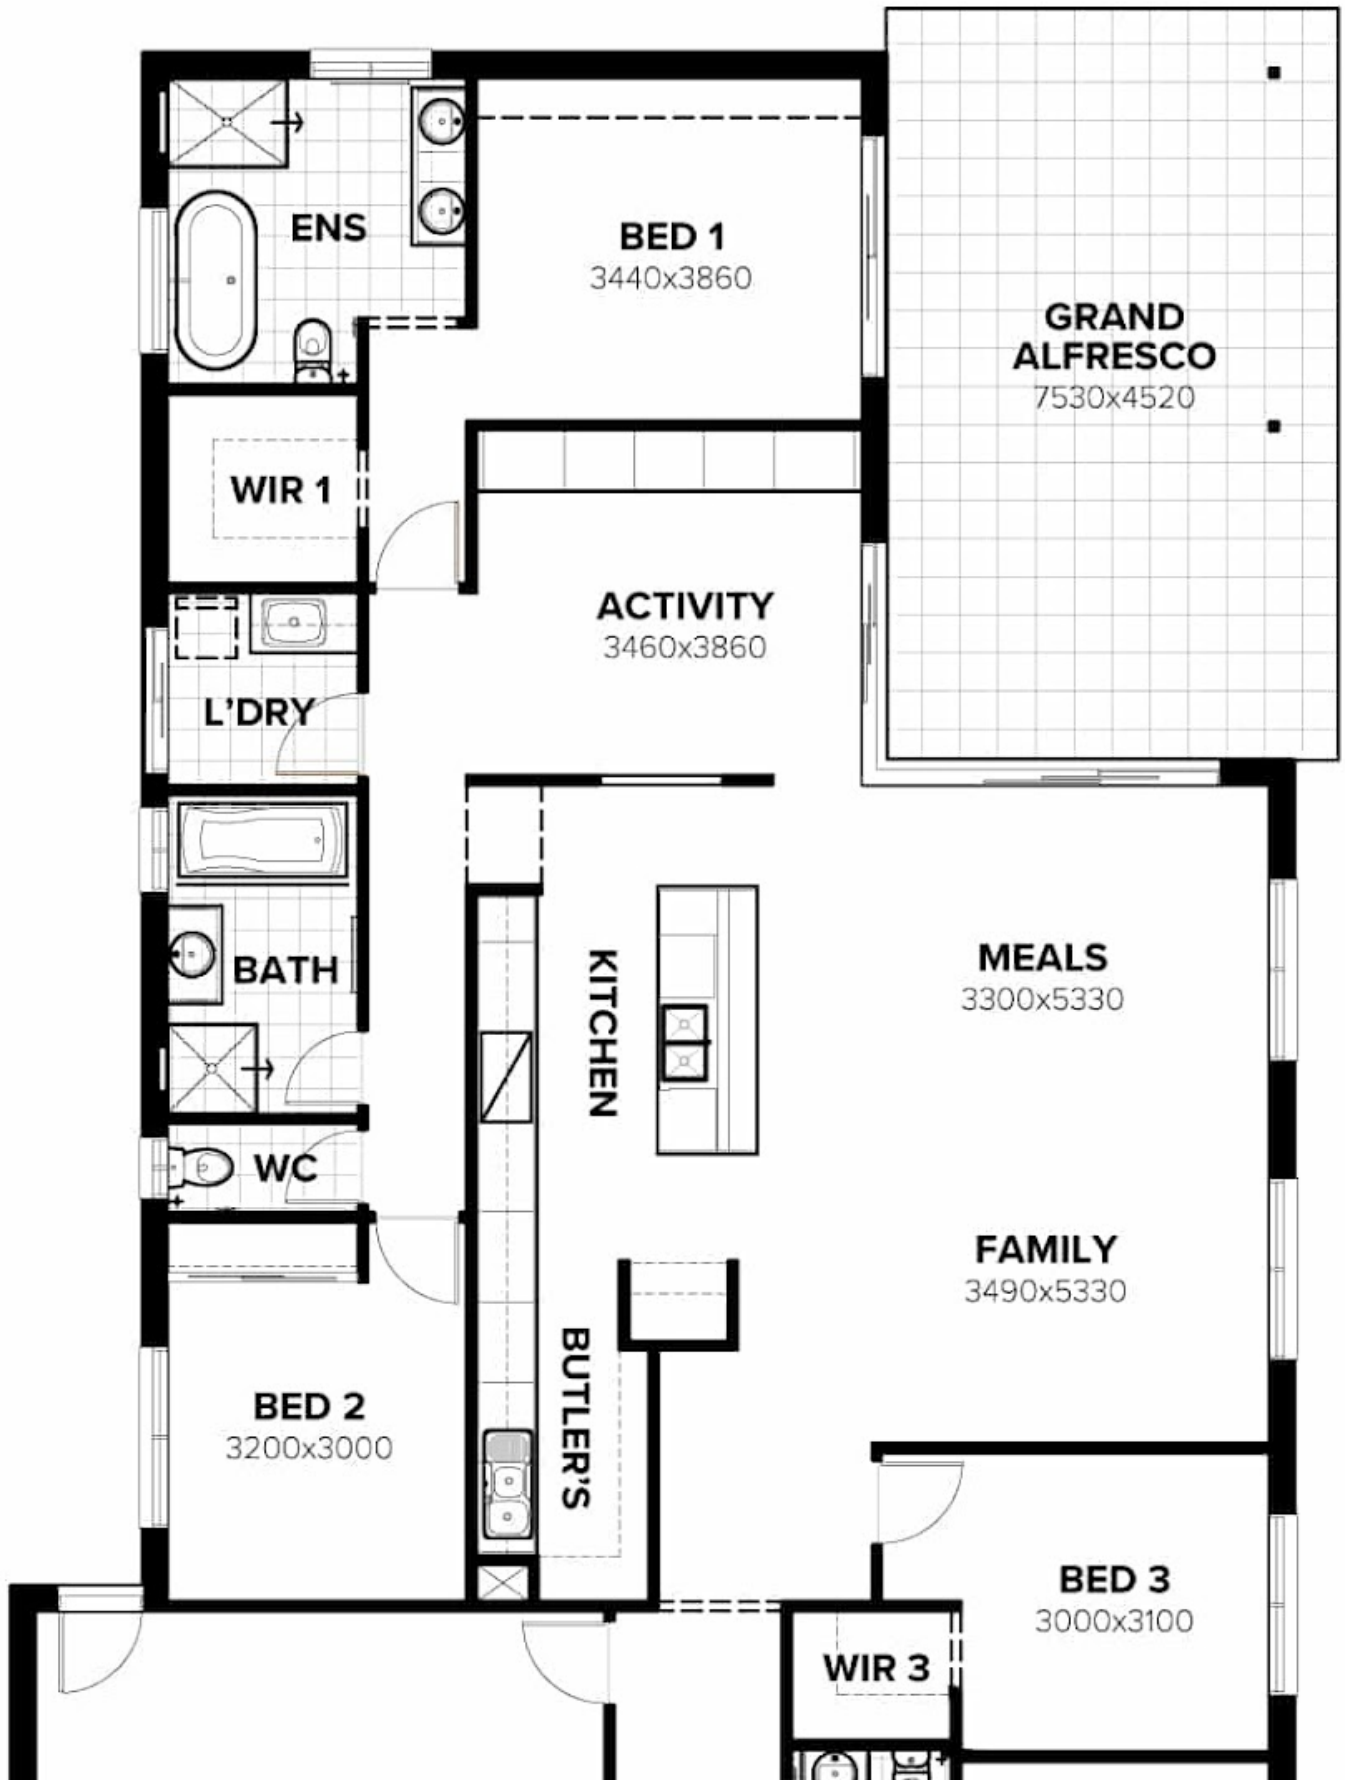 ENS
BED 1
3440x3860
GRAND
ALFRESCO
7530x4520
WIR 1
ACTIVITY
3460x3860
L'DRY
BATH
KITCHEN
MEALS
3300x5330
WC
FAMILY
3490x5330
BED 2
3200x3000
BUTLER'S
BED 3
3000x3100
WIR 3